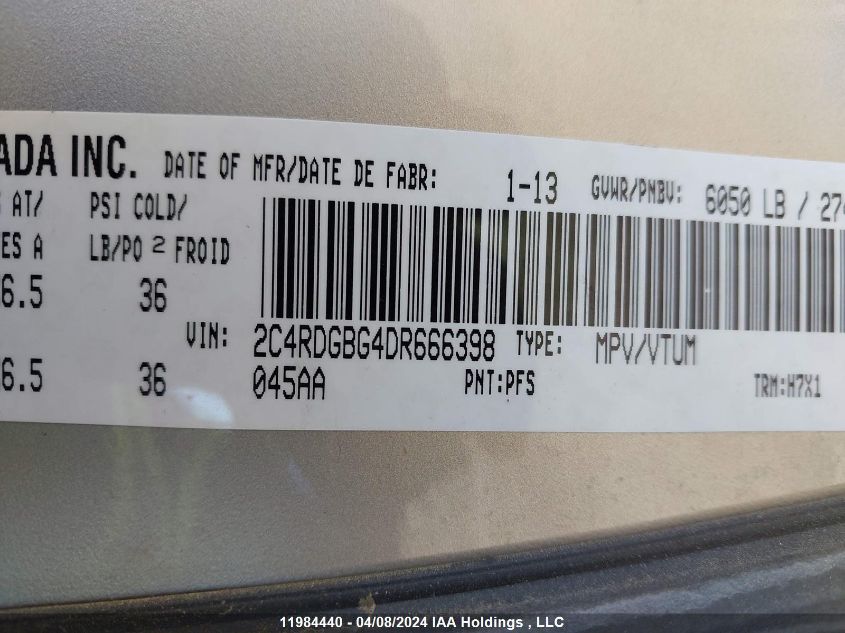 ADA INC. DATE OF MFR/DATE DE FABR: 1-13 GVWR/PNBV: 6050 LB / 274
AT/ PSI COLD/
ES A LB/PO 2 FROID
6.5 36
VIN: 2C4RDGBG4DR666398 TYPE: MPV/VTUM
6.5 36 045AA PNT:PFS TRM:H7X1
11984440 - 04/08/2024 IAA Holdings , LLC